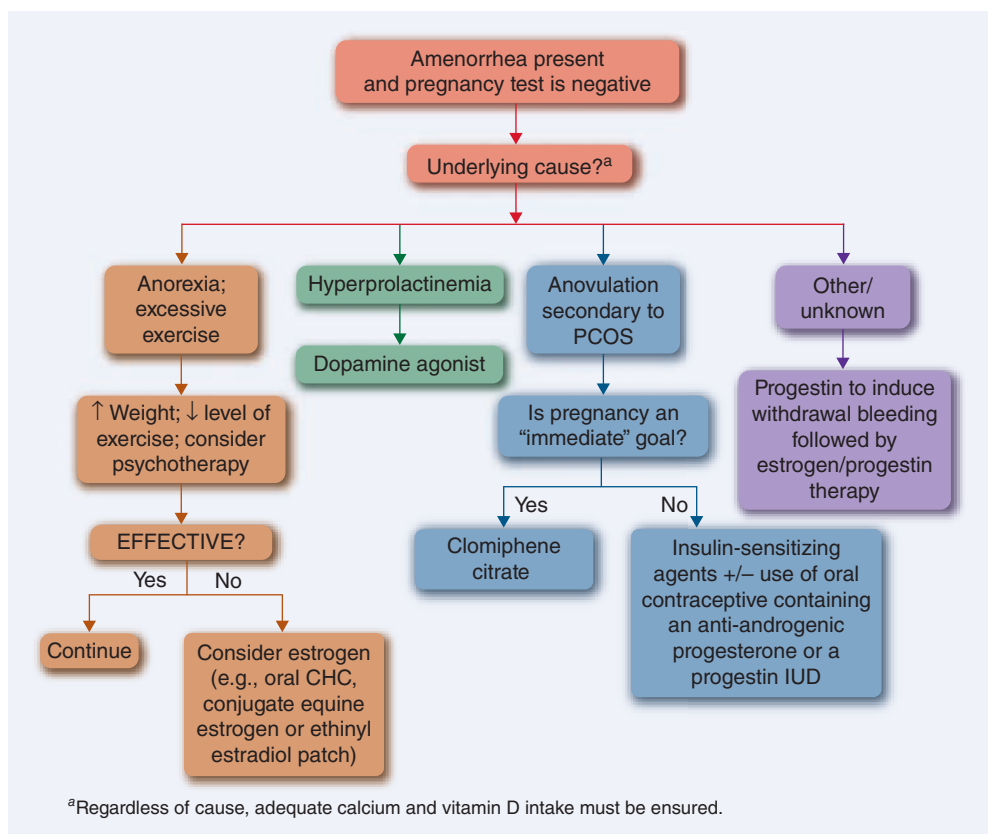 Amenorrhea present
and pregnancy test is negative
Underlying cause?a
Anorexia;
excessive
exercise
↑ Weight; ↓ level of
exercise; consider
psychotherapy
EFFECTIVE?
Yes
No
Continue
Consider estrogen
(e.g., oral CHC,
conjugate equine
estrogen or ethinyl
estradiol patch)
Hyperprolactinemia
Dopamine agonist
Anovulation
secondary to
PCOS
Is pregnancy an
“immediate” goal?
Yes
No
Clomiphene
citrate
Insulin-sensitizing
agents +/– use of oral
contraceptive containing
an anti-androgenic
progesterone or a
progestin IUD
Other/
unknown
Progestin to induce
withdrawal bleeding
followed by
estrogen/progestin
therapy
aRegardless of cause, adequate calcium and vitamin D intake must be ensured.